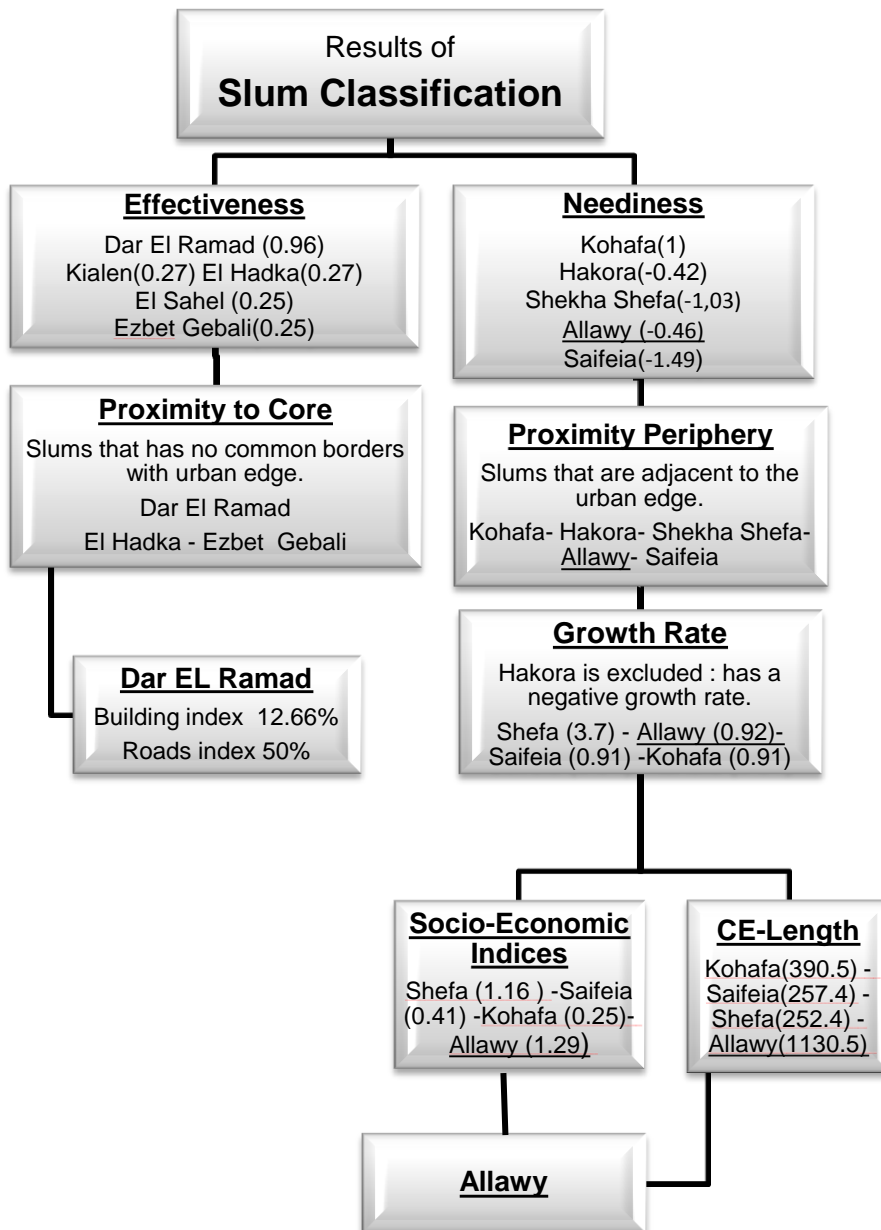 Results of
Slum Classification
Effectiveness
Dar El Ramad (0.96)
Kialen(0.27) El Hadka(0.27)
El Sahel (0.25)
Ezbet Gebali(0.25)
Neediness
Kohafa(1)
Hakora(-0.42)
Shekha Shefa(-1,03)
Allawy (-0.46)
Saifeia(-1.49)
Proximity to Core
Slums that has no common borders
with urban edge.
Dar El Ramad
El Hadka - Ezbet Gebali
Proximity Periphery
Slums that are adjacent to the
urban edge.
Kohafa- Hakora- Shekha Shefa-
Allawy- Saifeia
Dar EL Ramad
Building index 12.66%
Roads index 50%
Growth Rate
Hakora is excluded : has a
negative growth rate.
Shefa (3.7) - Allawy (0.92)-
Saifeia (0.91) -Kohafa (0.91)
Socio-Economic
Indices
Shefa (1.16 ) -Saifeia
(0.41) -Kohafa (0.25)-
Allawy (1.29)
CE-Length
Kohafa(390.5) -
Saifeia(257.4) -
Shefa(252.4) -
Allawy(1130.5)
Allawy